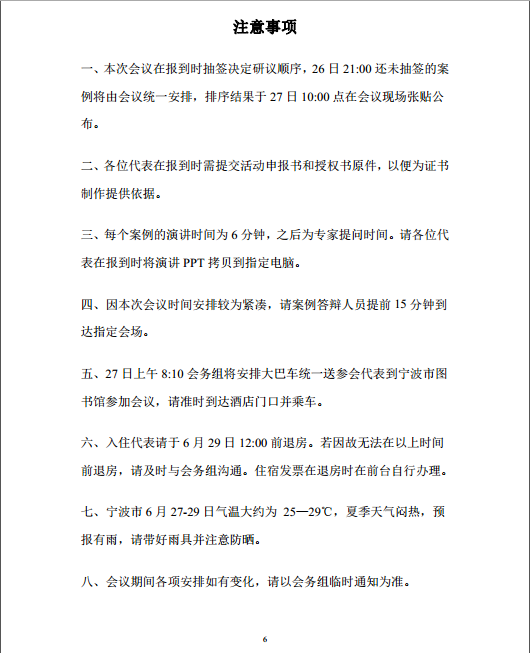 注意事项
一、本次会议在报到时抽签决定研议顺序，26 日 21:00 还未抽签的案
例将由会议统一安排，排序结果于 27 日 10:00 点在会议现场张贴公
布。
二、各位代表在报到时需提交活动申报书和授权书原件，以便为证书
制作提供依据。
三、每个案例的演讲时间为 6 分钟，之后为专家提问时间。请各位代
表在报到时将演讲 PPT 拷贝到指定电脑。
四、因本次会议时间安排较为紧凑，请案例答辩人员提前 15 分钟到
达指定会场。
五、27 日上午 8:10 会务组将安排大巴车统一送参会代表到宁波市图
书馆参加会议，请准时到达酒店门口并乘车。
六、入住代表请于 6 月 29 日 12:00 前退房。若因故无法在以上时间
前退房，请及时与会务组沟通。住宿发票在退房时在前台自行办理。
七、宁波市 6 月 27-29 日气温大约为 25—29℃，夏季天气闷热，预
报有雨，请带好雨具并注意防晒。
八、会议期间各项安排如有变化，请以会务组临时通知为准。
6